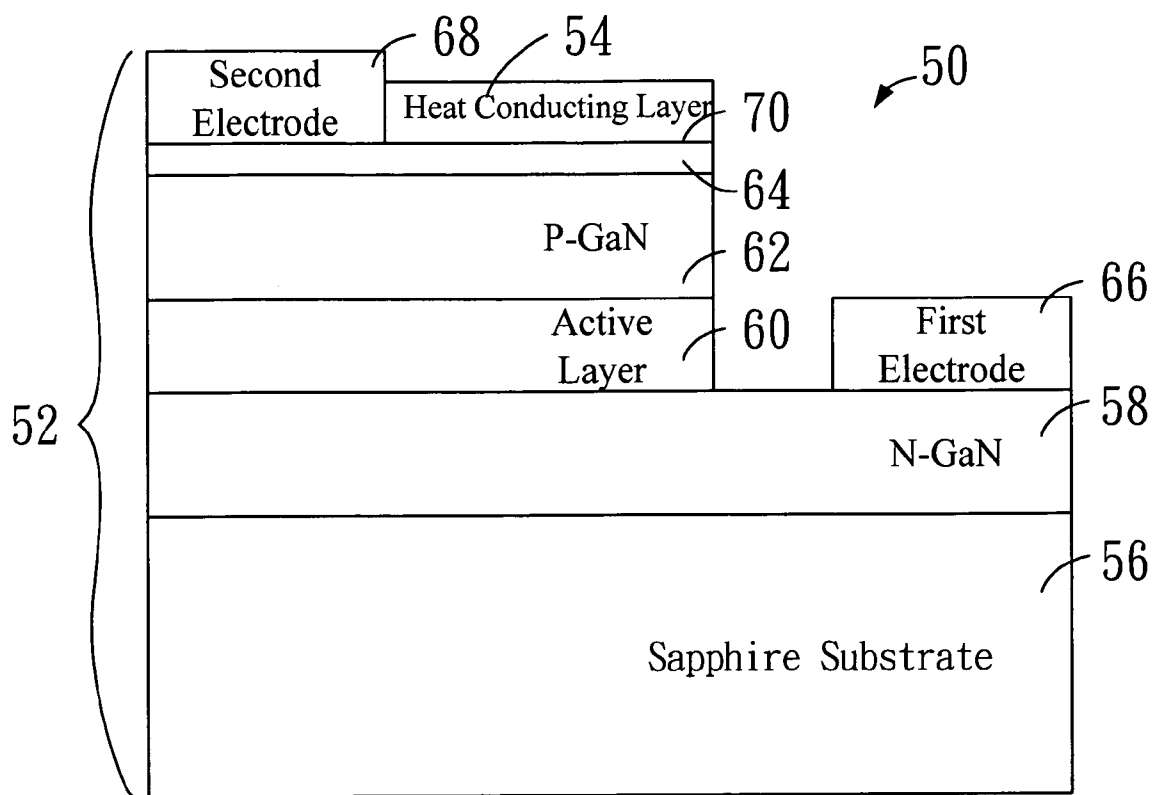 68
54
50
Second
Electrode
Heat Conducting Layer
70
64
P-GaN
62
66
Active
Layer
60
First
Electrode
52
58
N-GaN
56
Sapphire Substrate